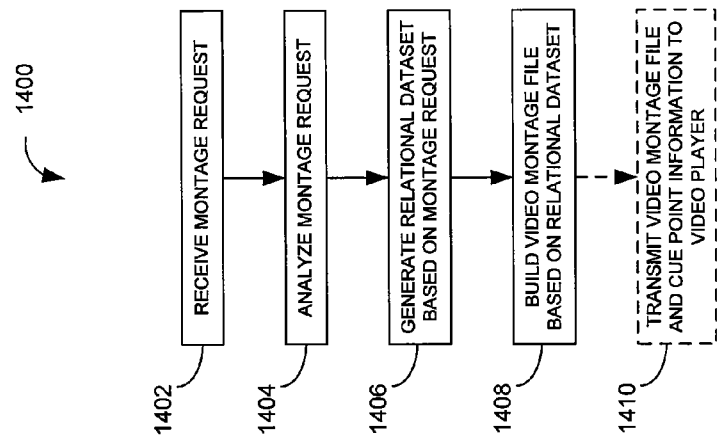 1400
1402
RECEIVE MONTAGE REQUEST
1404
ANALYZE MONTAGE REQUEST
1406
GENERATE RELATIONAL DATASET
BASED ON MONTAGE REQUEST
1408
BUILD VIDEO MONTAGE FILE
BASED ON RELATIONAL DATASET
1410
TRANSMIT VIDEO MONTAGE FILE
AND CUE POINT INFORMATION TO
VIDEO PLAYER